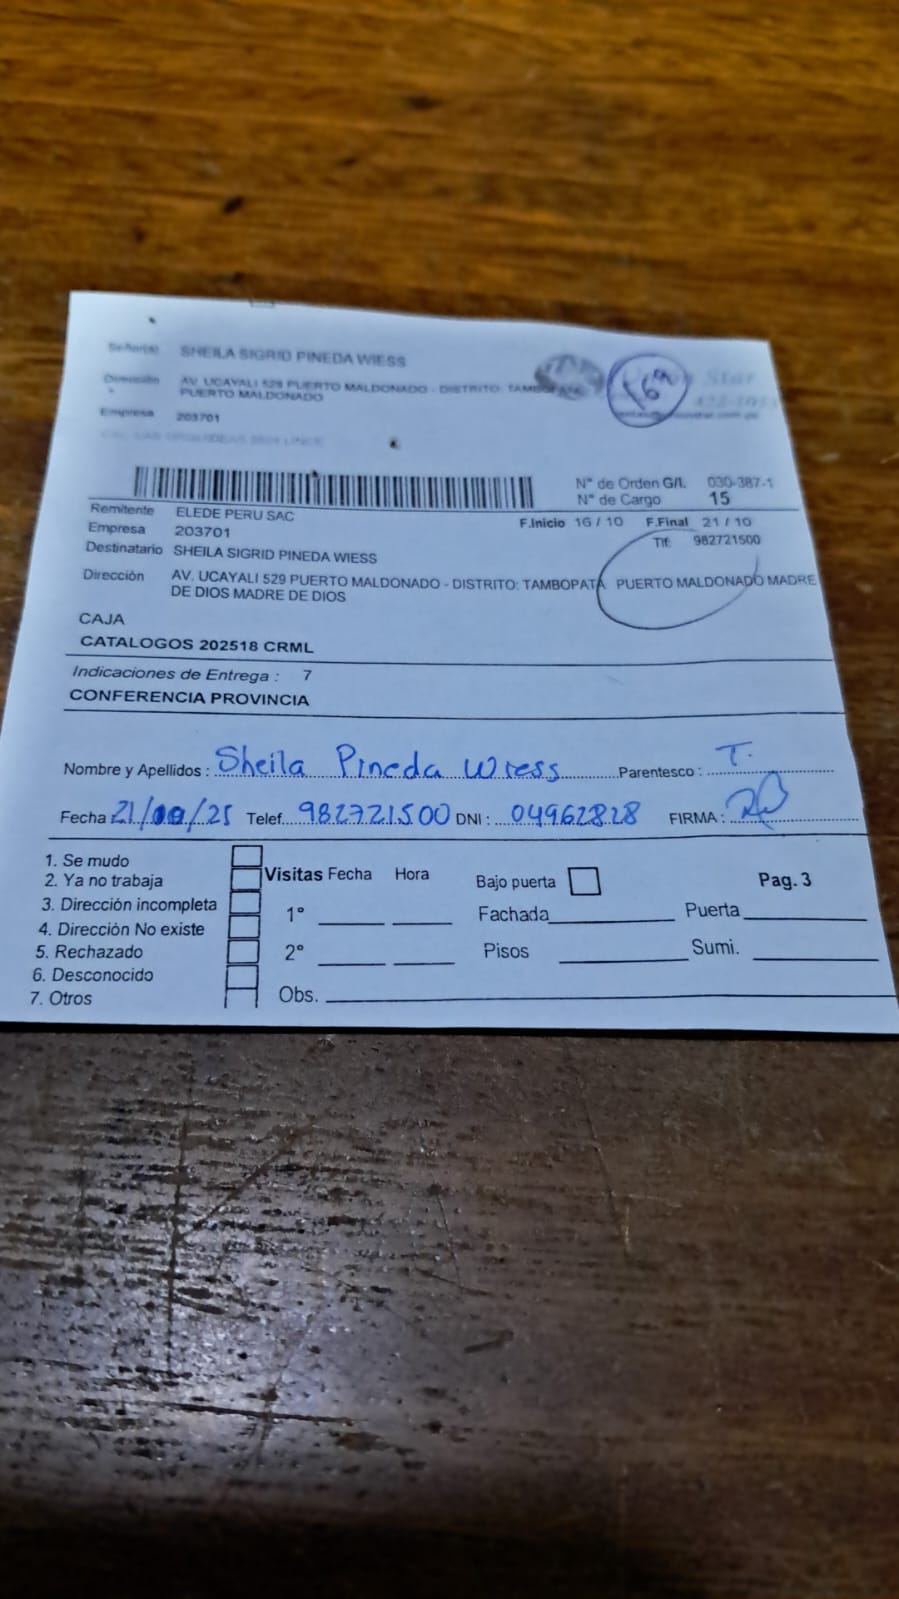 Señor(a) SHEILA SIGRID PINEDA WIESS
Dirección AV. UCAYALI 529 PUERTO MALDONADO - DISTRITO: TAMBOPATA
PUERTO MALDONADO
Empresa 203701
Star
N° de Orden G/I. 030-387-1
N° de Cargo 15
Remitente ELEDE PERU SAC
F.Inicio 16 / 10 F.Final 21 / 10
Empresa 203701
Tlf: 982721500
Destinatario SHEILA SIGRID PINEDA WIESS
Dirección AV. UCAYALI 529 PUERTO MALDONADO - DISTRITO: TAMBOPATA PUERTO MALDONADO MADRE
DE DIOS MADRE DE DIOS
CAJA
CATALOGOS 202518 CRML
Indicaciones de Entrega : 7
CONFERENCIA PROVINCIA
Nombre y Apellidos : Sheila Pineda Wiess Parentesco : T.
Fecha 21/10/25 Telef. 982721500 DNI : 04962828 FIRMA :
1. Se mudo
2. Ya no trabaja
3. Dirección incompleta
4. Dirección No existe
5. Rechazado
6. Desconocido
7. Otros
Visitas Fecha Hora
1°
2°
Obs.
Bajo puerta
Pag. 3
Fachada Puerta
Pisos Sumi.